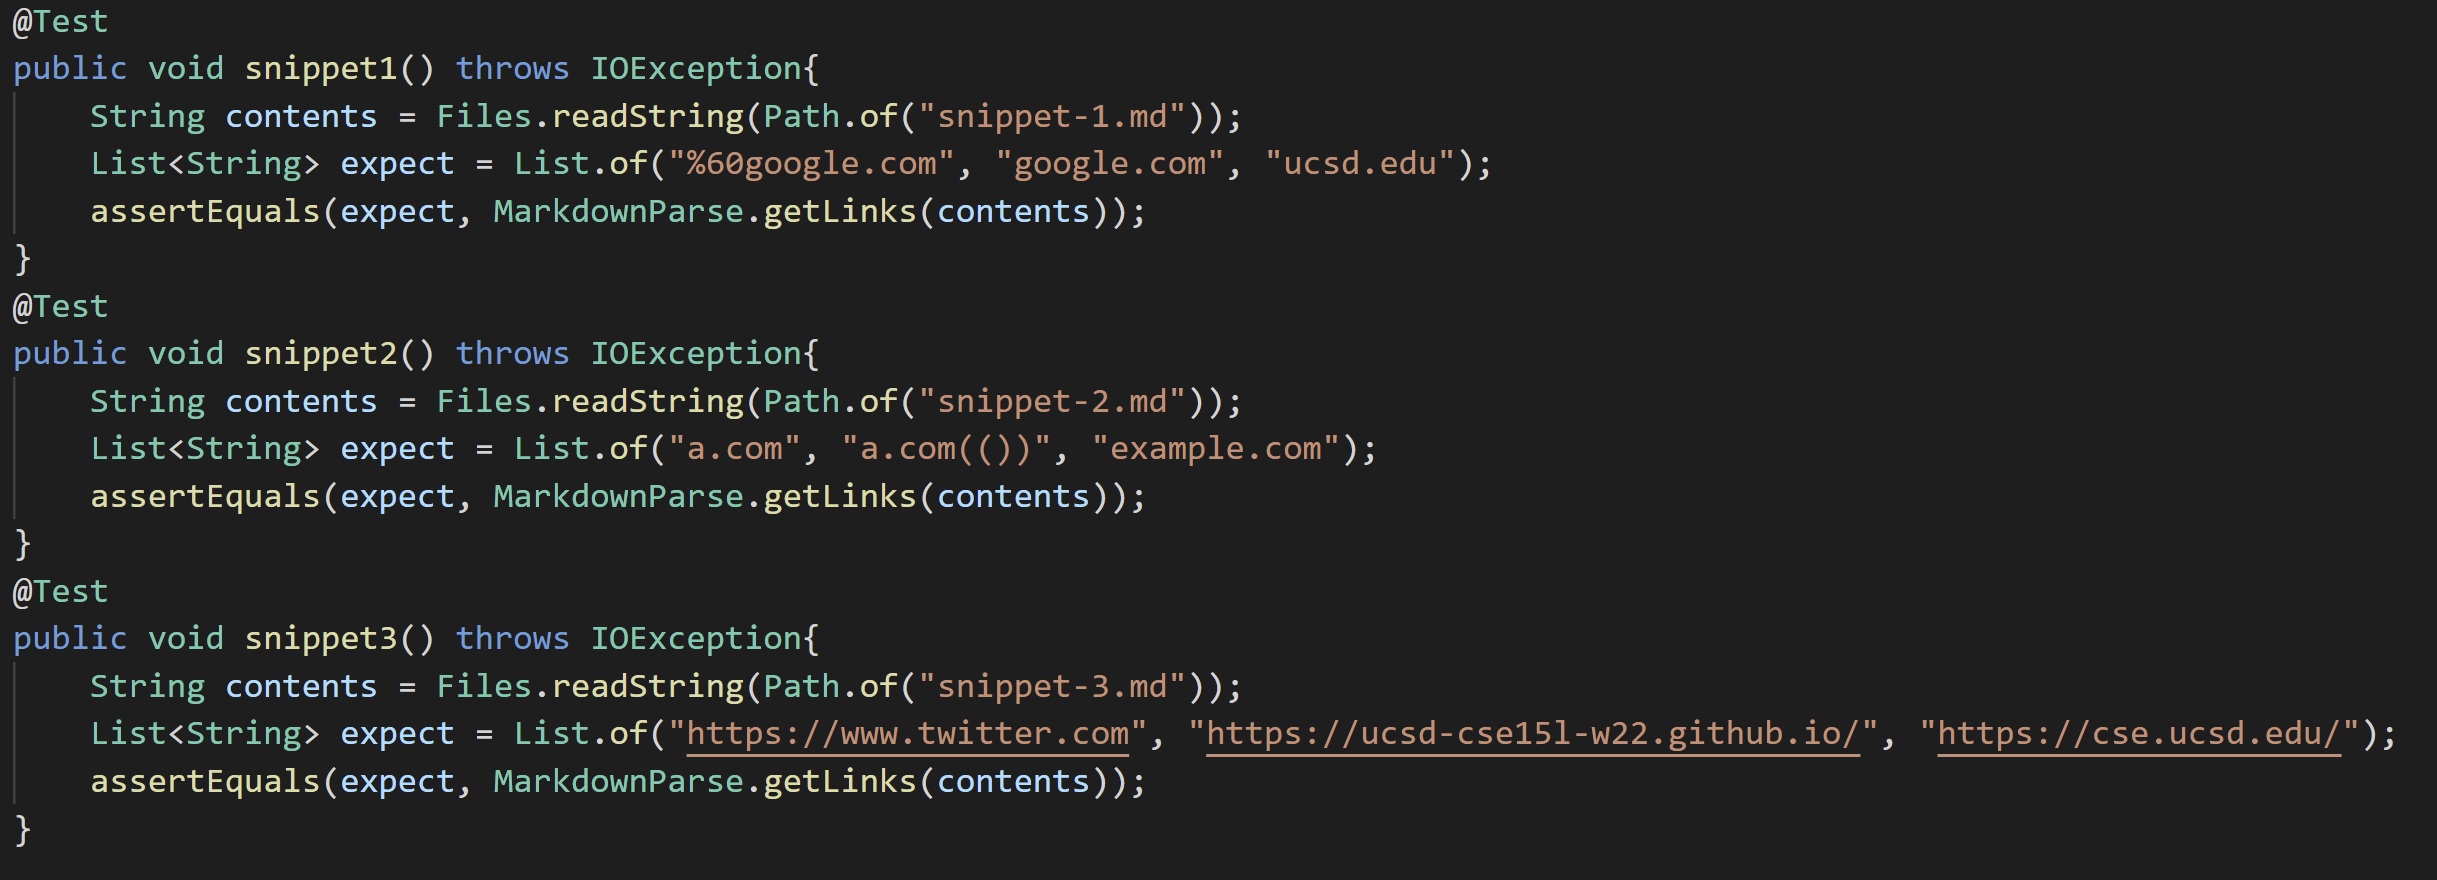 @Test
public void snippet1() throws IOException{
    String contents = Files.readString(Path.of("snippet-1.md"));
    List<String> expect = List.of("%60google.com", "google.com", "ucsd.edu");
    assertEquals(expect, MarkdownParse.getLinks(contents));
}
@Test
public void snippet2() throws IOException{
    String contents = Files.readString(Path.of("snippet-2.md"));
    List<String> expect = List.of("a.com", "a.com(())", "example.com");
    assertEquals(expect, MarkdownParse.getLinks(contents));
}
@Test
public void snippet3() throws IOException{
    String contents = Files.readString(Path.of("snippet-3.md"));
    List<String> expect = List.of("https://www.twitter.com", "https://ucsd-cse15l-w22.github.io/", "https://cse.ucsd.edu/");
    assertEquals(expect, MarkdownParse.getLinks(contents));
}